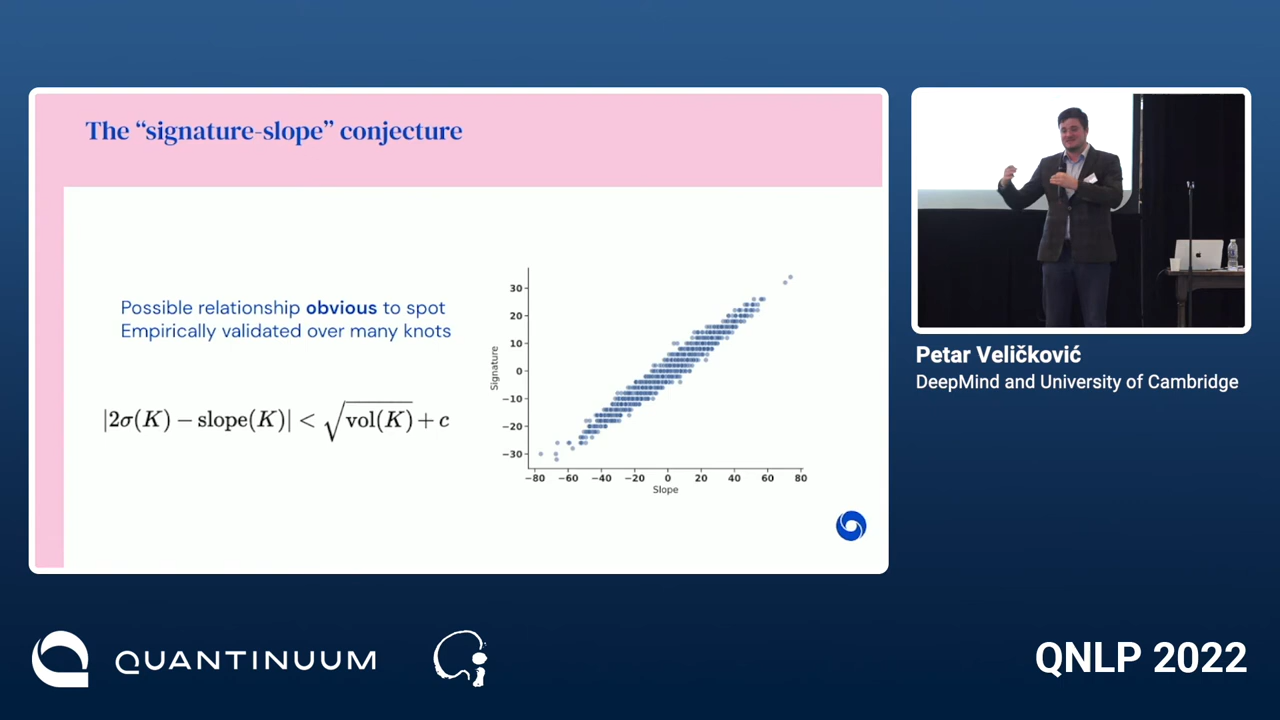 The “signature-slope” conjecture
Possible relationship obvious to spot
Empirically validated over many knots
|2σ(K) − slope(K)| < √vol(K) + c
Signature
30
20
10
0
−10
−20
−30
−80 −60 −40 −20 0 20 40 60 80
Slope
Petar Veličković
DeepMind and University of Cambridge
QUANTINUUM
QNLP 2022